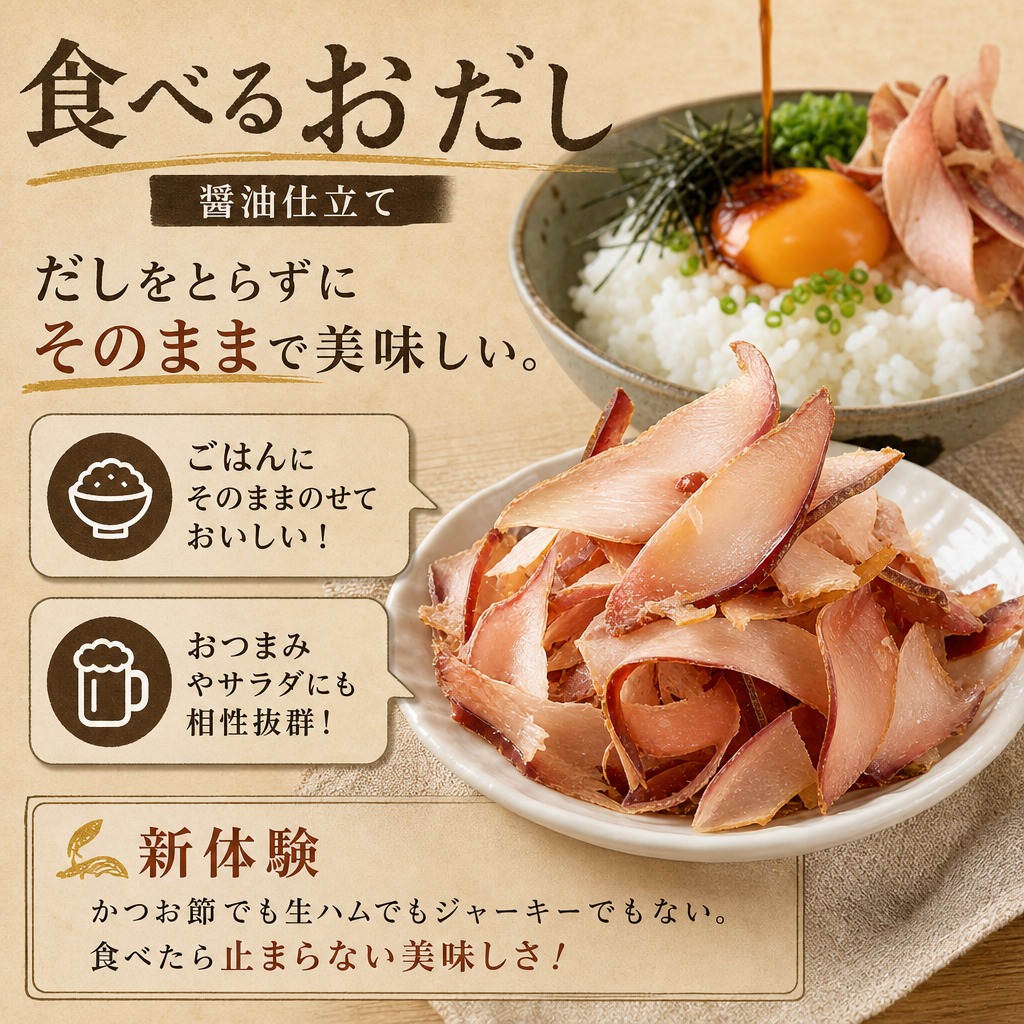 食べるおだし
醤油仕立て
だしをとらずに
そのままで美味しい。
ごはんに
そのままのせて
おいしい！
おつまみ
やサラダにも
相性抜群！
新体験
かつお節でも生ハムでもジャーキーでもない。
食べたら止まらない美味しさ！